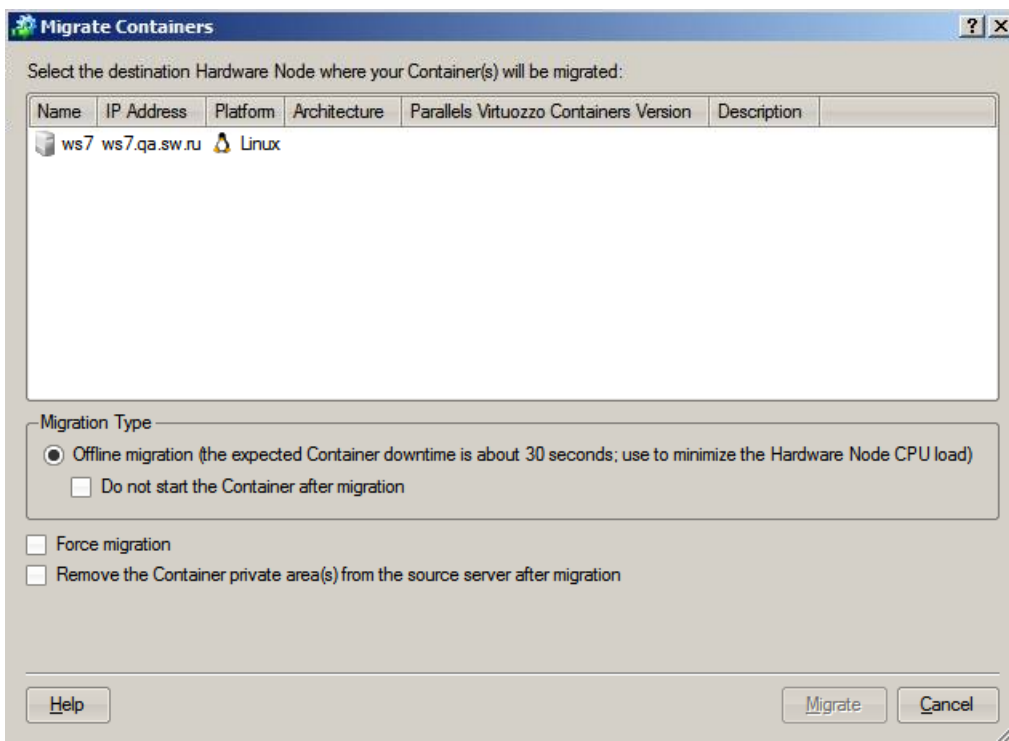 Migrate Containers
Select the destination Hardware Node where your Container(s) will be migrated:
Name IP Address Platform Architecture Parallels Virtuozzo Containers Version Description
ws7 ws7.qa.sw.ru Linux
Migration Type
Offline migration (the expected Container downtime is about 30 seconds; use to minimize the Hardware Node CPU load)
Do not start the Container after migration
Force migration
Remove the Container private area(s) from the source server after migration
Help Migrate Cancel